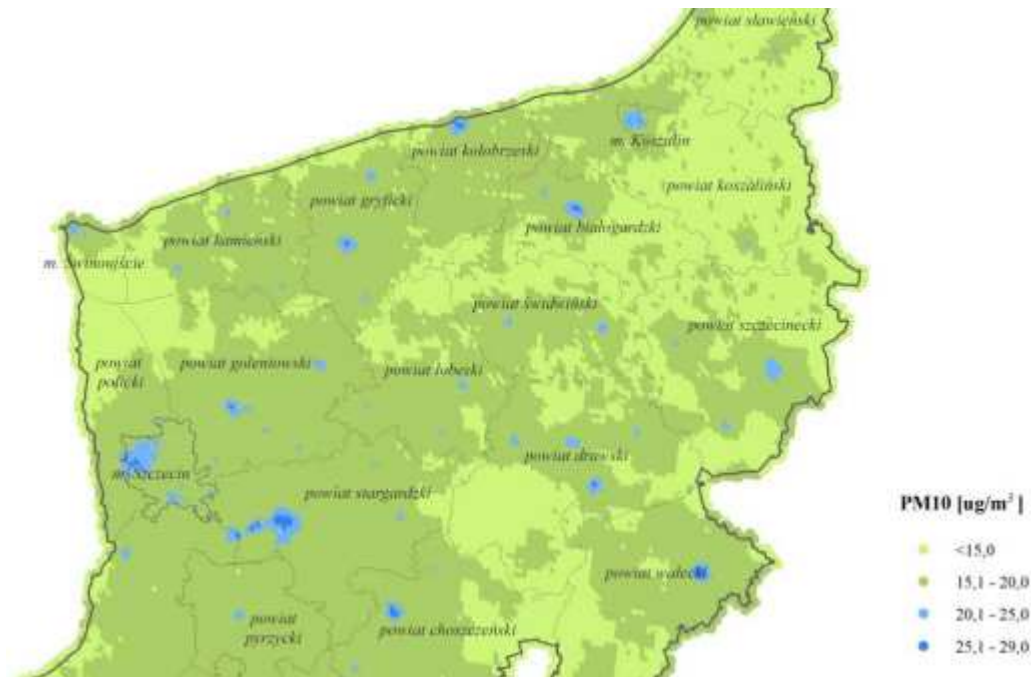 powiat sławieński
m. Koszalin
powiat kołobrzeski
powiat koszaliński
powiat gryficki
powiat białogardzki
powiat kamieński
m. Świnoujście
powiat świdwiński
powiat szczecinecki
powiat
policki
powiat goleniowski
powiat łobeski
powiat drawski
m. Szczecin
powiat stargardzki
PM10 [ug/m³]
<15,0
15,1 - 20,0
20,1 - 25,0
25,1 - 29,0
powiat wałecki
powiat
pyrzycki
powiat choszczeński